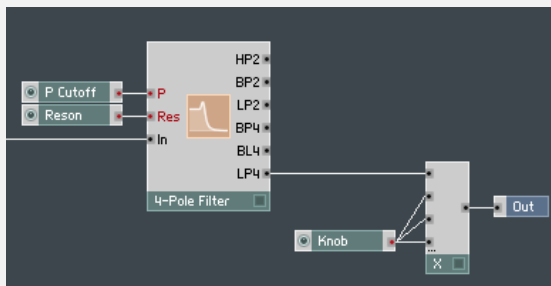 HP2
BP2
P Cutoff
P
LP2
Reson
Res
BP4
In
BL4
LP4
4-Pole Filter
Out
Knob
...
X